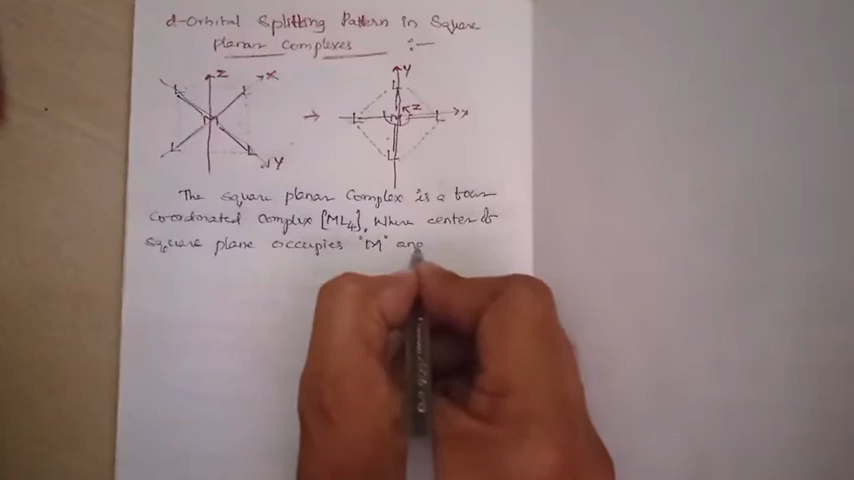 d-Orbital Splitting Pattern in Square
Planar Complexes :-
Z X Y
L L M L L
→
Y X Z
L L M L L
The square planar Complex is a four
Coordinated Complex [ML4], Where center of
square plane occupies "M" and